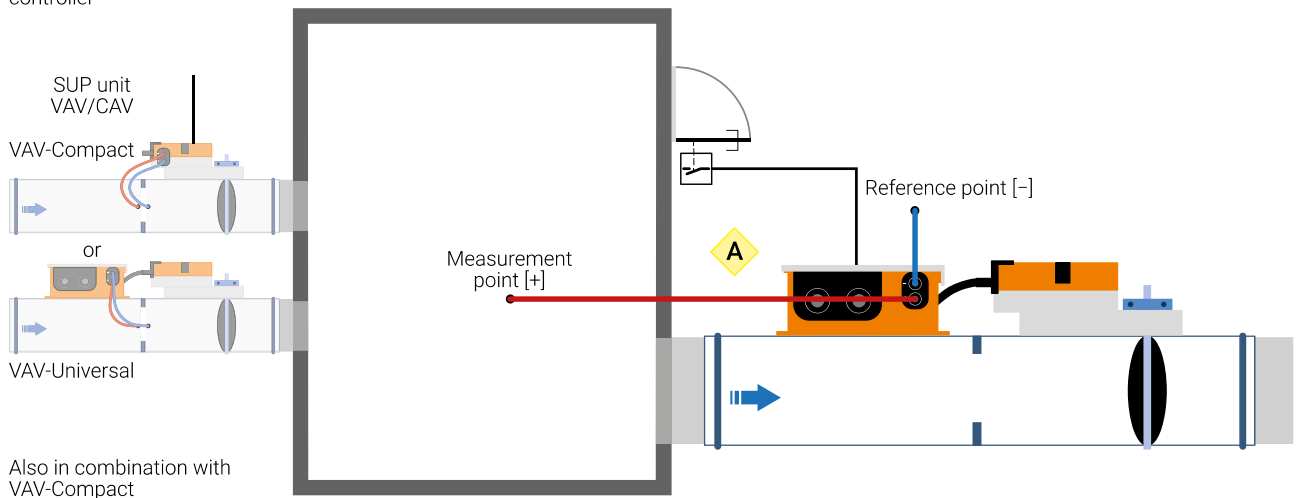 controller
SUP unit
VAV/CAV
VAV-Compact
or
VAV-Universal
Also in combination with
VAV-Compact
Measurement
point [+]
A
Reference point [−]
-